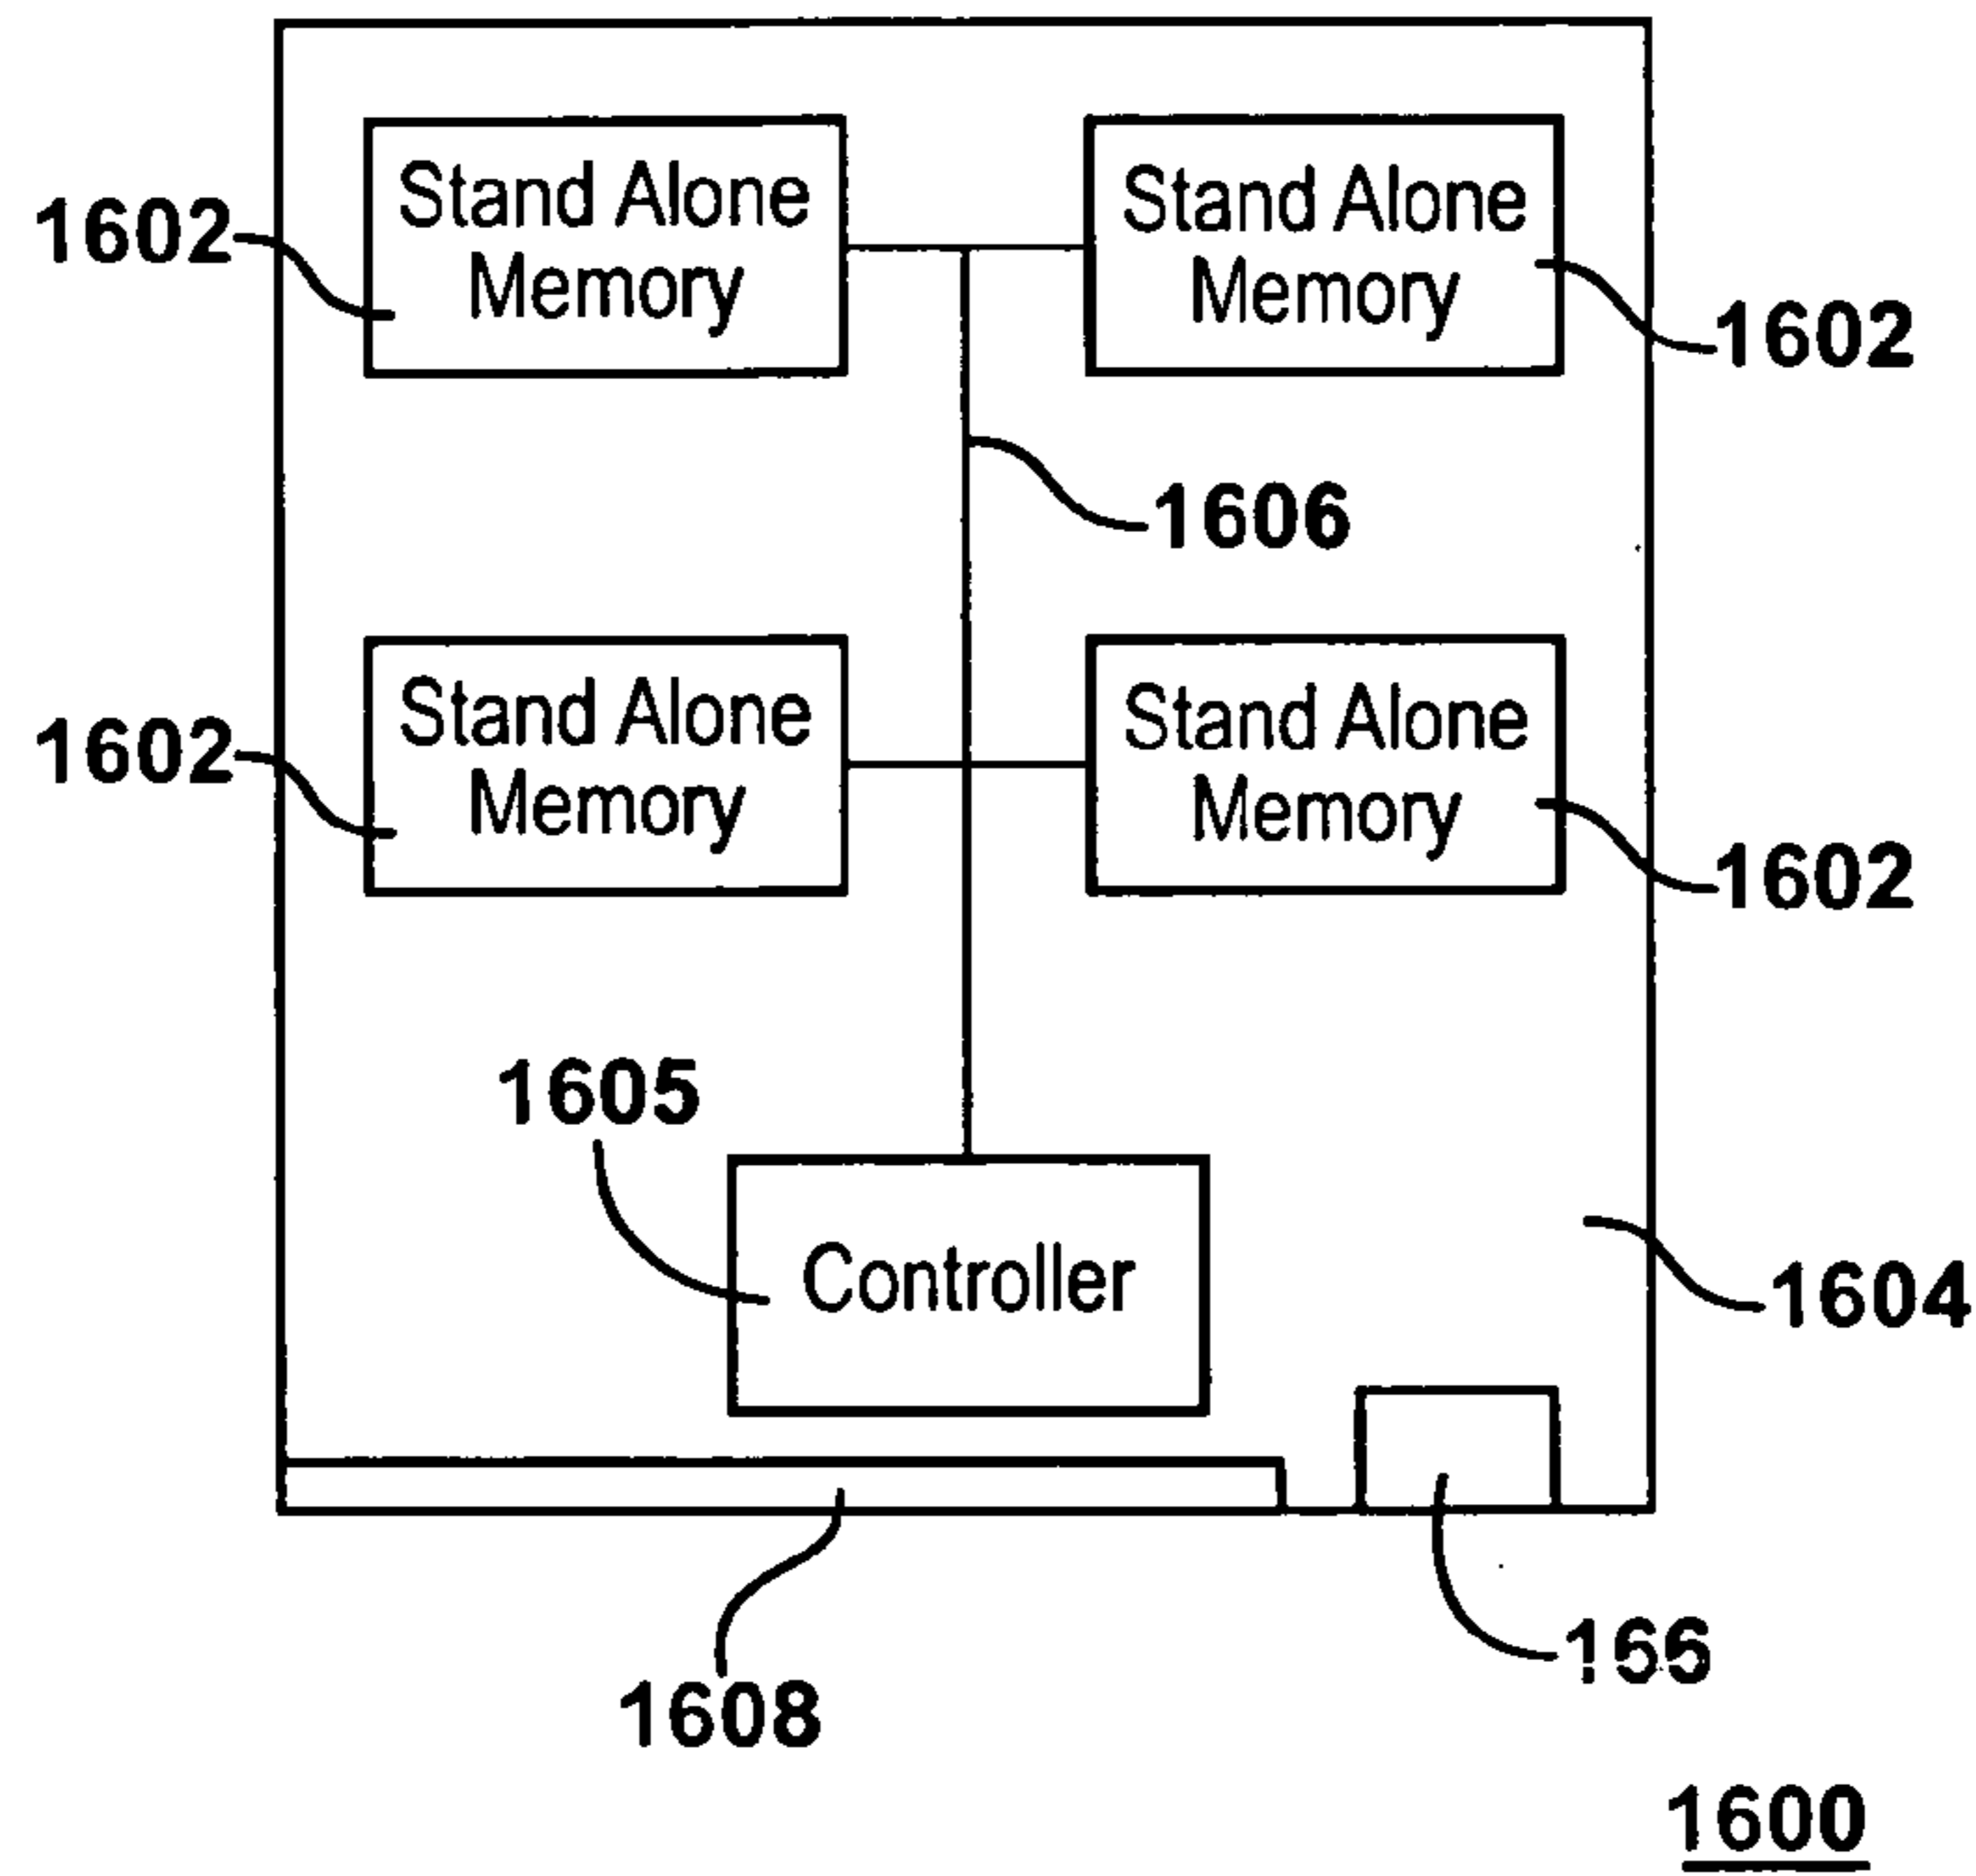 Stand Alone
Memory
Stand Alone
Memory
1602
1602
1606
Stand Alone
Memory
Stand Alone
Memory
1602
1602
1605
Controller
1604
166
1608
1600